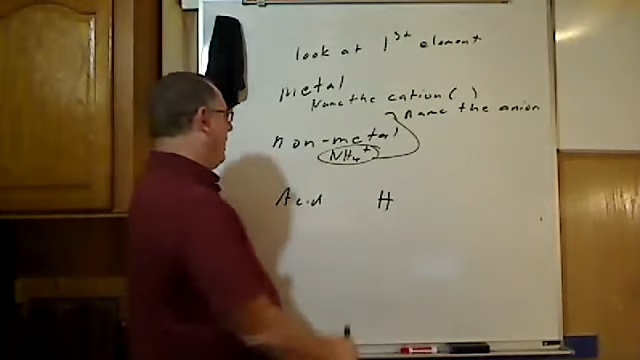 look at 1st element
metal
Name the cation ( )
name the anion
non-metal
NH4+
Acid H